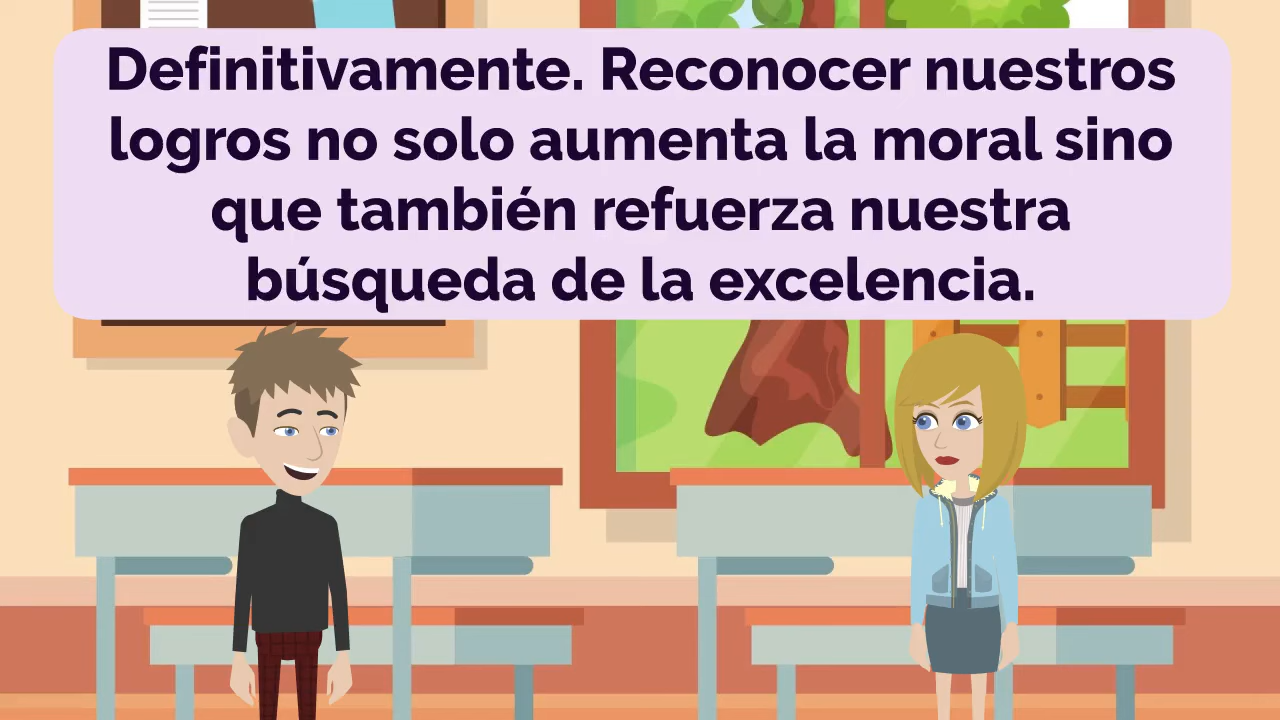 Definitivamente. Reconocer nuestros
logros no solo aumenta la moral sino
que también refuerza nuestra
búsqueda de la excelencia.